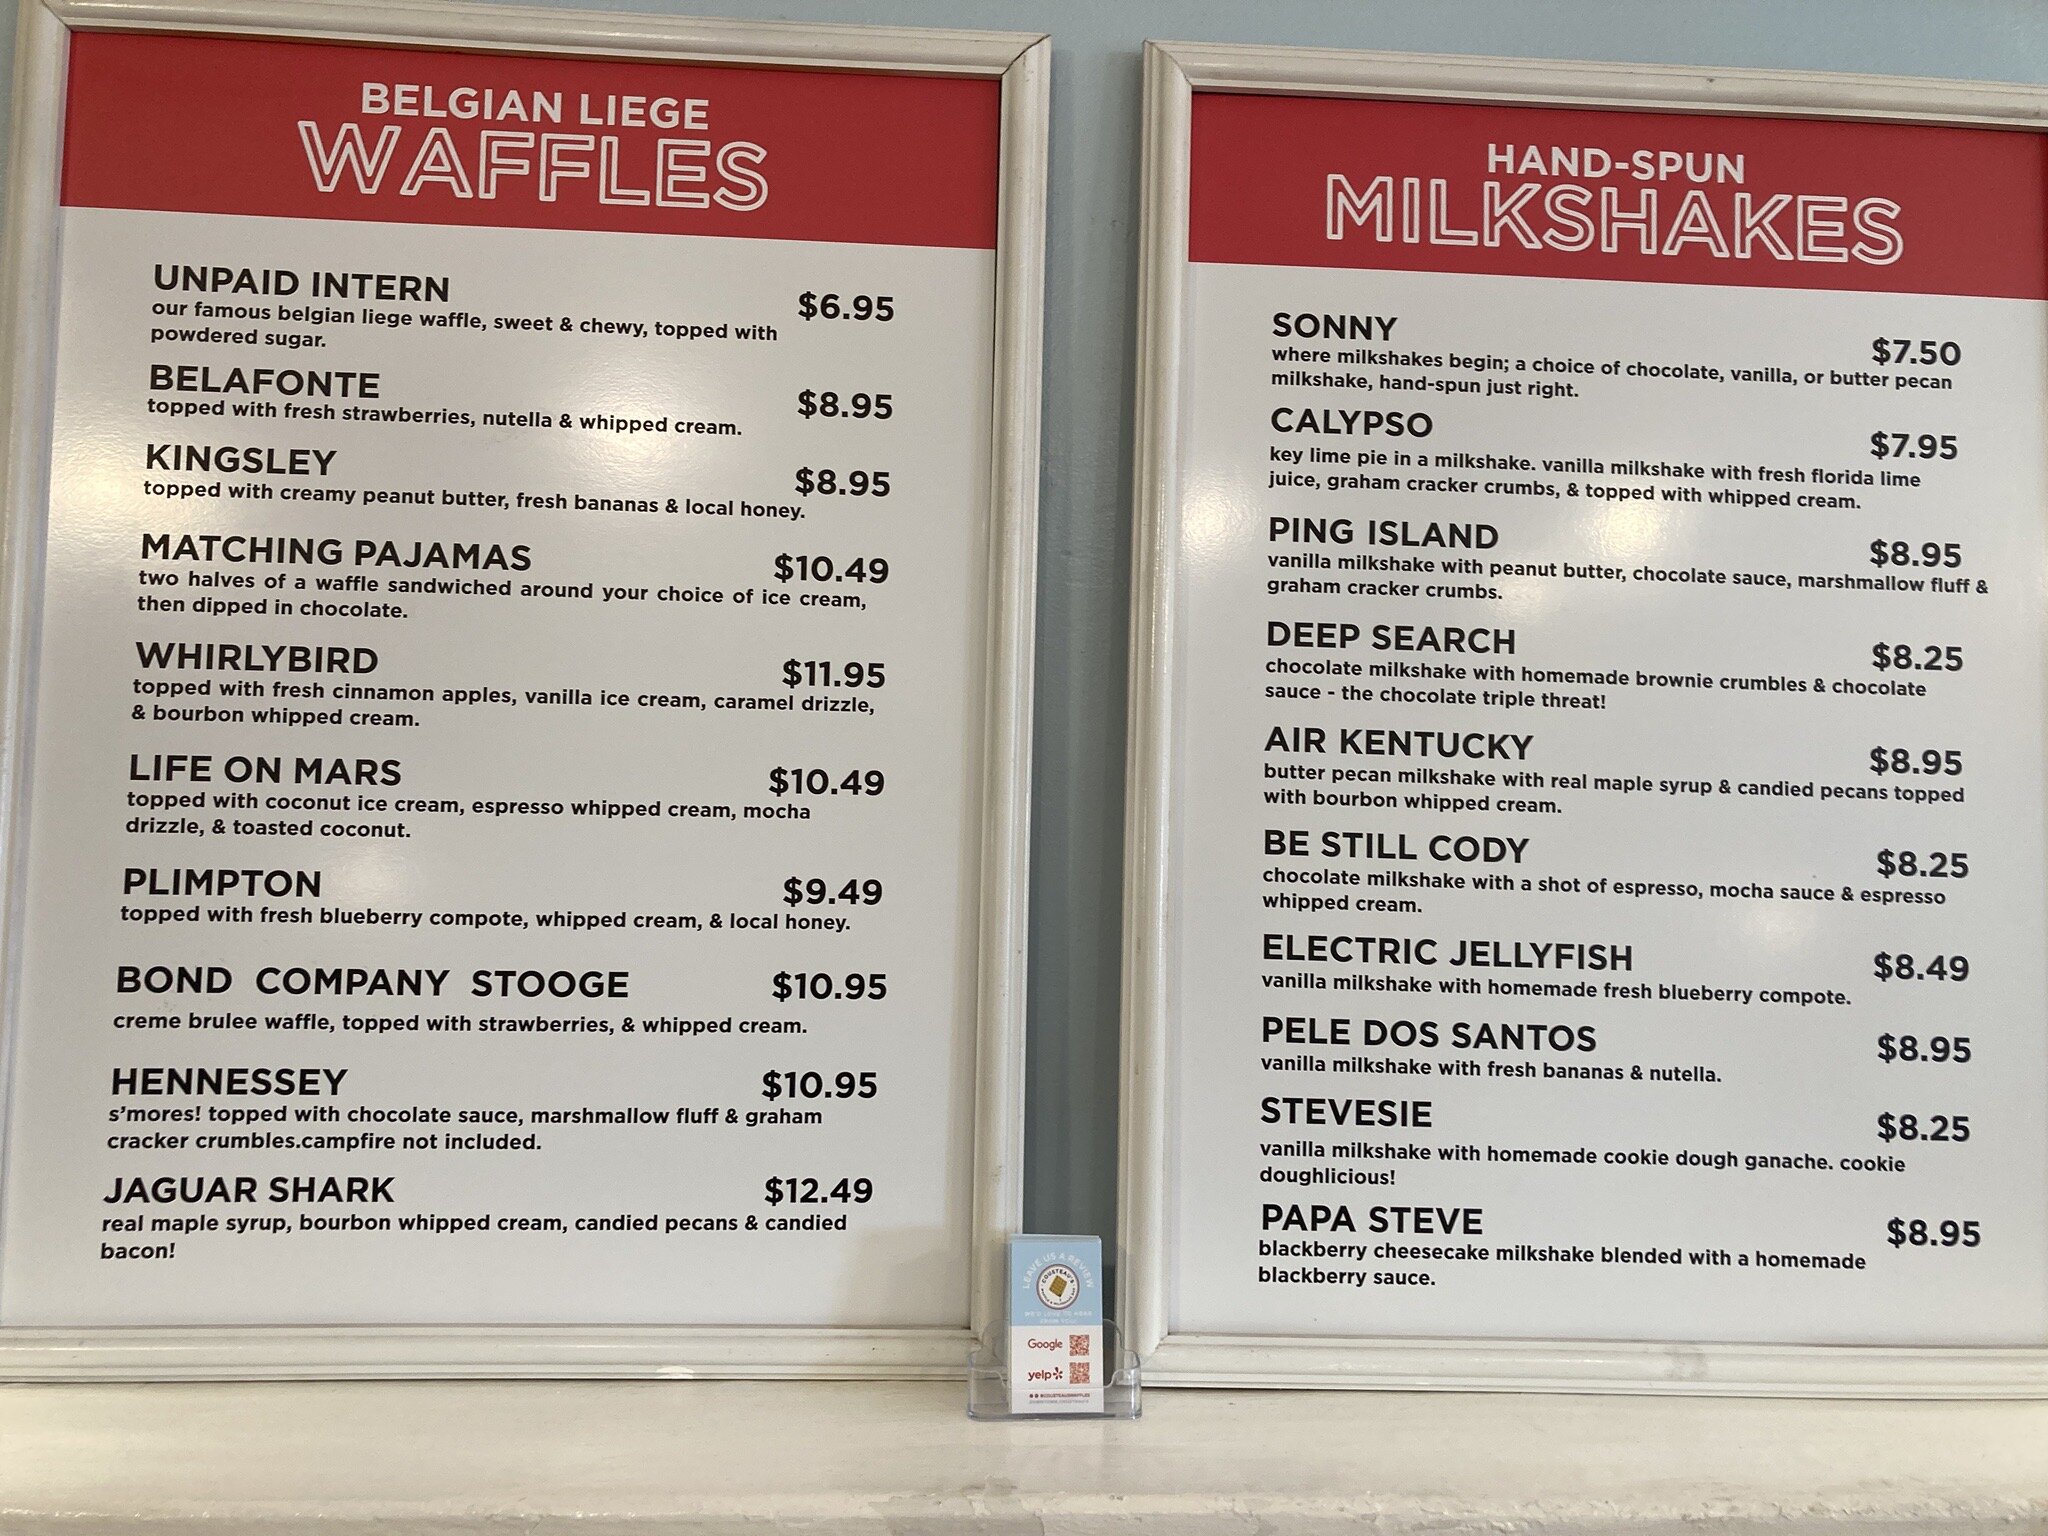 BELGIAN LIEGE
WAFFLES
UNPAID INTERN
$6.95
our famous belgian liege waffle, sweet & chewy, topped with
powdered sugar.
BELAFONTE
$8.95
topped with fresh strawberries, nutella & whipped cream.
KINGSLEY
$8.95
topped with creamy peanut butter, fresh bananas & local honey.
MATCHING PAJAMAS
$10.49
two halves of a waffle sandwiched around your choice of ice cream,
then dipped in chocolate.
WHIRLYBIRD
$11.95
topped with fresh cinnamon apples, vanilla ice cream, caramel drizzle,
& bourbon whipped cream.
LIFE ON MARS
$10.49
topped with coconut ice cream, espresso whipped cream, mocha
drizzle, & toasted coconut.
PLIMPTON
$9.49
topped with fresh blueberry compote, whipped cream, & local honey.
BOND COMPANY STOOGE
$10.95
creme brulee waffle, topped with strawberries, & whipped cream.
HENNESSEY
$10.95
s'mores! topped with chocolate sauce, marshmallow fluff & graham
cracker crumbles.campfire not included.
JAGUAR SHARK
$12.49
real maple syrup, bourbon whipped cream, candied pecans & candied
bacon!
HAND-SPUN
MILKSHAKES
SONNY
$7.50
where milkshakes begin; a choice of chocolate, vanilla, or butter pecan
milkshake, hand-spun just right.
CALYPSO
$7.95
key lime pie in a milkshake. vanilla milkshake with fresh florida lime
juice, graham cracker crumbs, & topped with whipped cream.
PING ISLAND
$8.95
vanilla milkshake with peanut butter, chocolate sauce, marshmallow fluff &
graham cracker crumbs.
DEEP SEARCH
$8.25
chocolate milkshake with homemade brownie crumbles & chocolate
sauce - the chocolate triple threat!
AIR KENTUCKY
$8.95
butter pecan milkshake with real maple syrup & candied pecans topped
with bourbon whipped cream.
BE STILL CODY
$8.25
chocolate milkshake with a shot of espresso, mocha sauce & espresso
whipped cream.
ELECTRIC JELLYFISH
$8.49
vanilla milkshake with homemade fresh blueberry compote.
PELE DOS SANTOS
$8.95
vanilla milkshake with fresh bananas & nutella.
STEVESIE
$8.25
vanilla milkshake with homemade cookie dough ganache. cookie
doughlicious!
PAPA STEVE
$8.95
blackberry cheesecake milkshake blended with a homemade
blackberry sauce.
LEAVE US A REVIEW
COUSTEAU'S
WE'D LOVE TO HEAR
FROM YOU!
Google
yelp